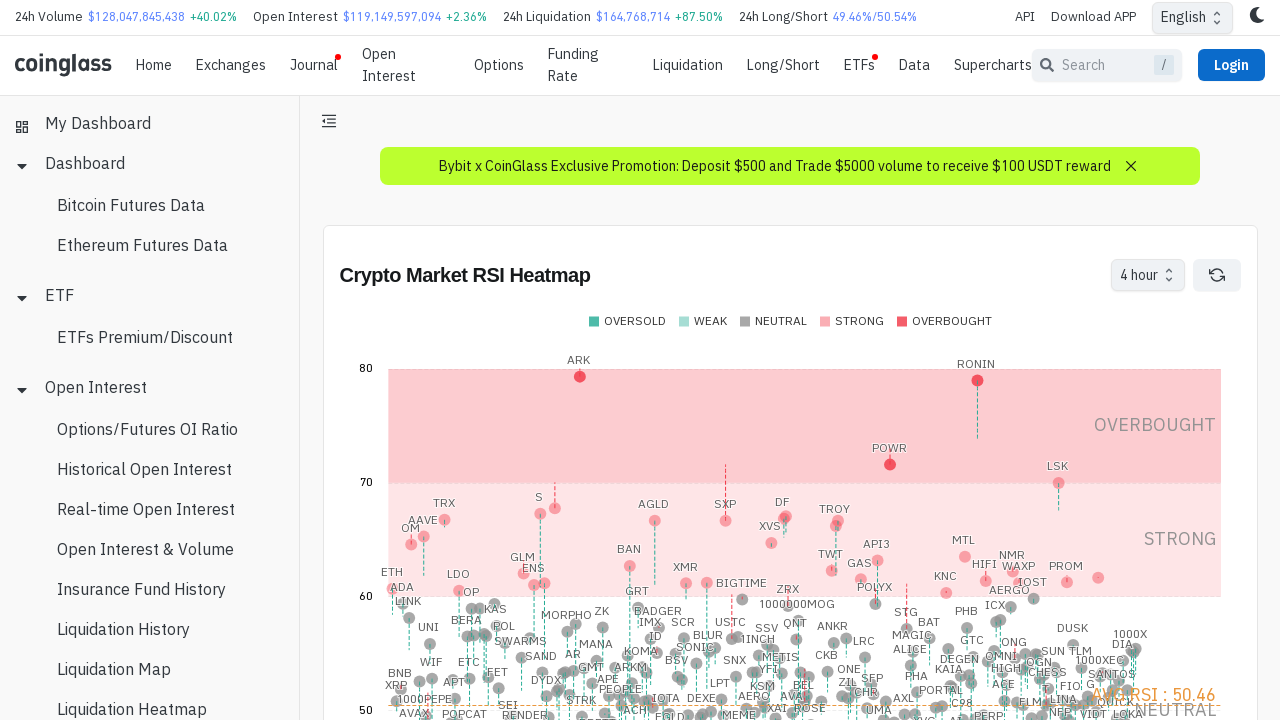 24h Volume $128,047,845,438 +40.02% Open Interest $119,149,597,094 +2.36% 24h Liquidation $164,768,714 +87.50% 24h Long/Short 49.46%/50.54% API Download APP English
coinglass Home Exchanges Journal Open Interest Options Funding Rate Liquidation Long/Short ETFs Data Supercharts Search / Login
My Dashboard
Dashboard
Bitcoin Futures Data
Ethereum Futures Data
ETF
ETFs Premium/Discount
Open Interest
Options/Futures OI Ratio
Historical Open Interest
Real-time Open Interest
Open Interest & Volume
Insurance Fund History
Liquidation History
Liquidation Map
Liquidation Heatmap
Bybit x CoinGlass Exclusive Promotion: Deposit $500 and Trade $5000 volume to receive $100 USDT reward
Crypto Market RSI Heatmap
4 hour
OVERSOLD WEAK NEUTRAL STRONG OVERBOUGHT
80
ARK RONIN
OVERBOUGHT
POWR
LSK
70
TRX S AGLD SXP DF TROY
OM AAVE XVS
STRONG
MTL API3
BAN GLM TWT NMR
ETH LDO ENS XMR GAS HIFI WAXP PROM
ADA OP GRT BIGTIME ZRX POLYX KNC IOST AERGO
60
LINK KAS MORPHO ZK BADGER 1000000MOG STG PHB ICX
UNI BERA POL IMX SCR USTC SSV QNT ANKR BAT DUSK
SWARMS MANA ID BLUR 1INCH LRC MAGIC GTC ONG 1000X
WIF ETC SAND AR KOMA SONIC METIS CKB ALICE DEGEN OMNI SUN TLM DIA
BNB APT FET GMT ARKM BSV SNX ONE KAIA HIGH OGN 1000XEC
XRP DYDX APE LPT KSM BEL ZIL SFP PHA ACE CHESS SANTOS
1000PEPE SEI STRK PEOPLE IOTA DEXE AERO AVAI CHR PORTAL FIO
AVG RSI : 50.46
AVAX POPCAT RENDER ACH MEME ROSE UMA AXL C98 PERP ELM LINA QUICK
50
NEUTRAL
VIDT LOKA